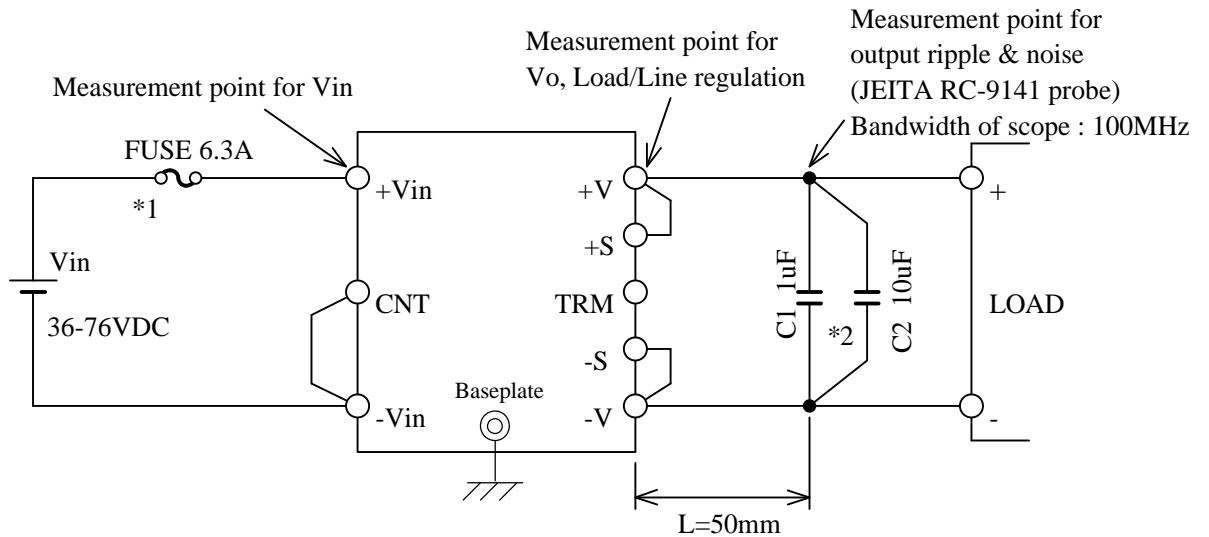 Measurement point for
output ripple & noise
(JEITA RC-9141 probe)
Bandwidth of scope : 100MHz
Measurement point for
Vo, Load/Line regulation
Measurement point for Vin
FUSE 6.3A
*1
+Vin
+V
+
+S
Vin
36-76VDC
CNT
TRM
C1 1uF
*2
C2 10uF
LOAD
-S
Baseplate
-Vin
-V
-
L=50mm